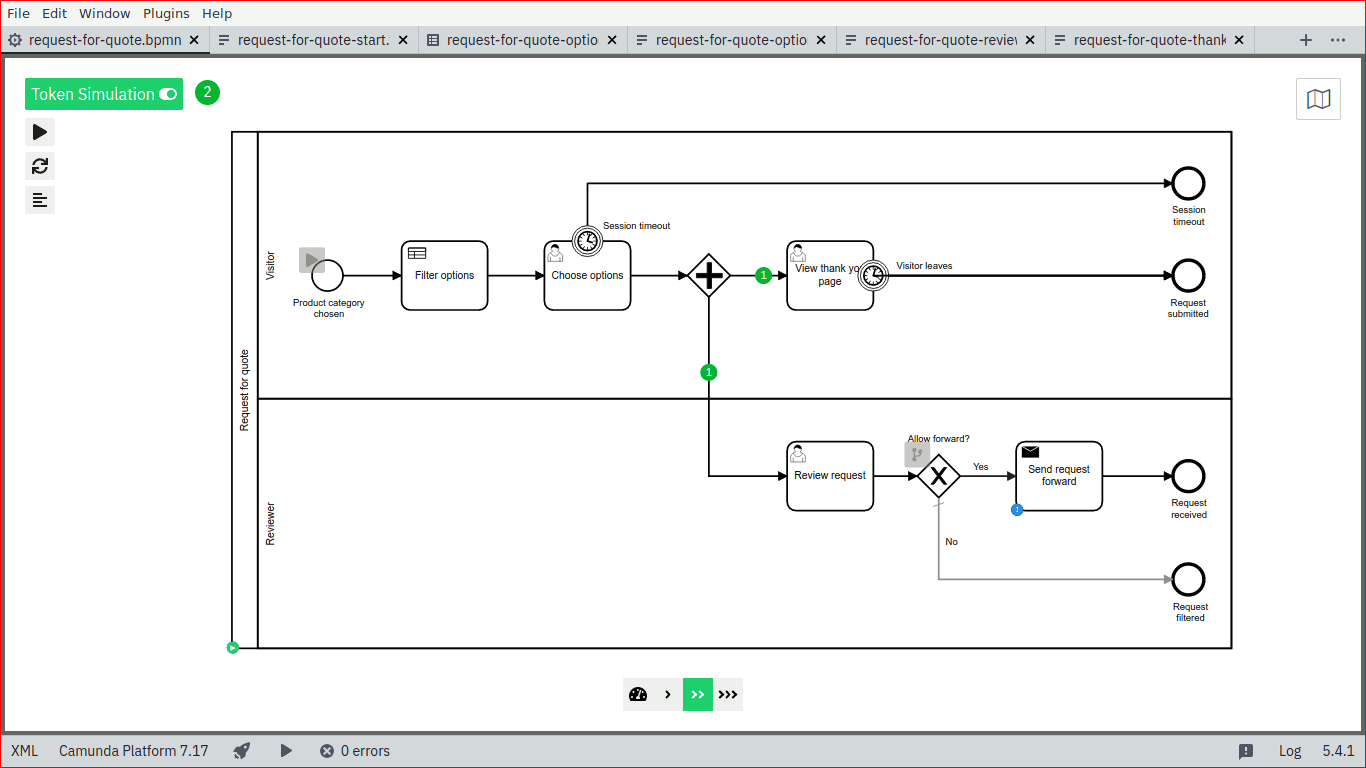 File Edit Window Plugins Help
request-for-quote.bpmn
request-for-quote-start.
request-for-quote-optio
request-for-quote-optio
request-for-quote-review
request-for-quote-thank
Token Simulation
2
Session timeout
Session
timeout
Visitor
Filter options
Choose options
1
View thank yo
page
Visitor leaves
Product category
chosen
Request
submitted
Request for quote
1
Reviewer
Review request
Allow forward?
Yes
Send request
forward
1
Request
received
No
Request
filtered
XML Camunda Platform 7.17 0 errors Log 5.4.1